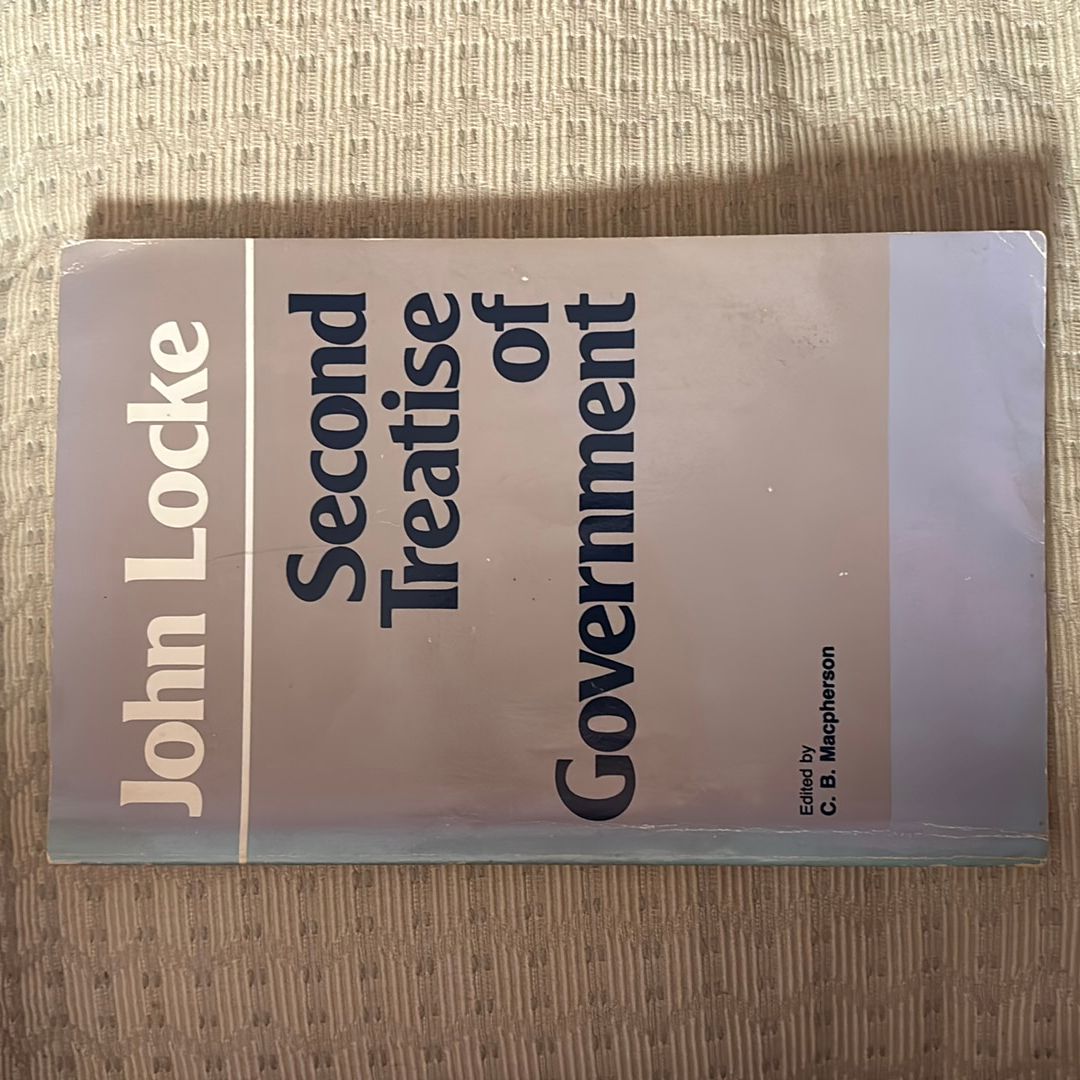 John Locke
Second
Treatise
of
Government
Edited by
C. B. Macpherson